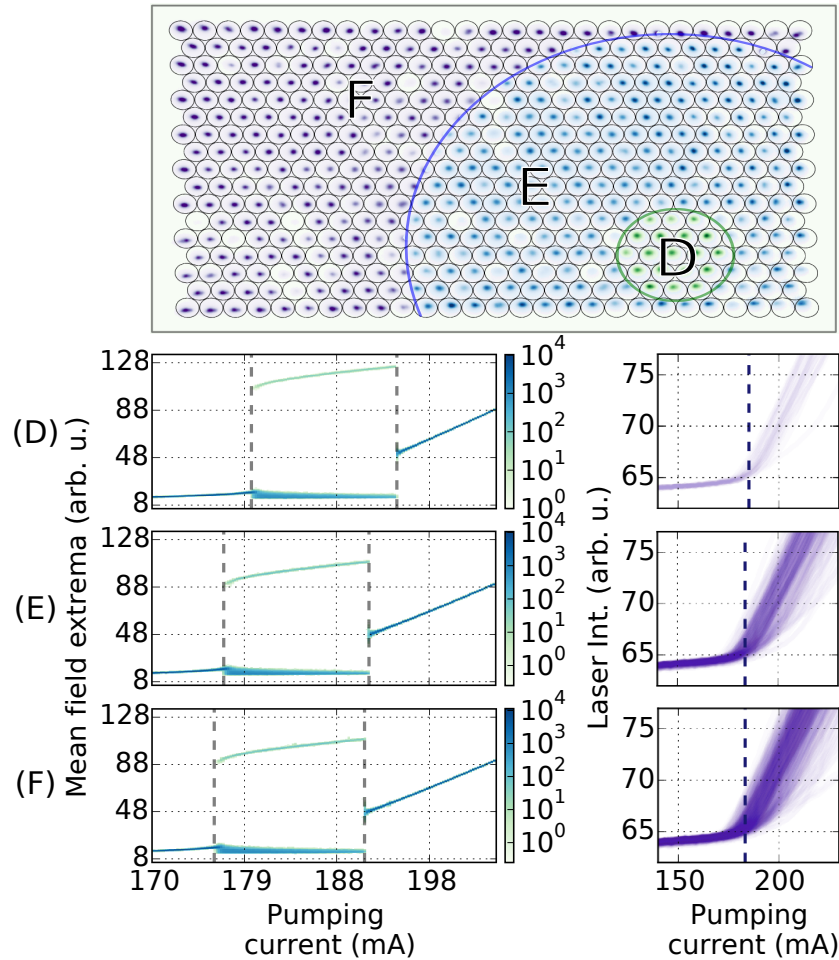 F
E
D
(D)
(E)
(F)
Mean field extrema (arb. u.)
128
88
48
8
10^4
10^3
10^2
10^1
10^0
128
88
48
8
10^4
10^3
10^2
10^1
10^0
128
88
48
8
10^4
10^3
10^2
10^1
10^0
170 179 188 198
Pumping
current (mA)
Laser Int. (arb. u.)
75
70
65
75
70
65
75
70
65
150 200
Pumping
current (mA)